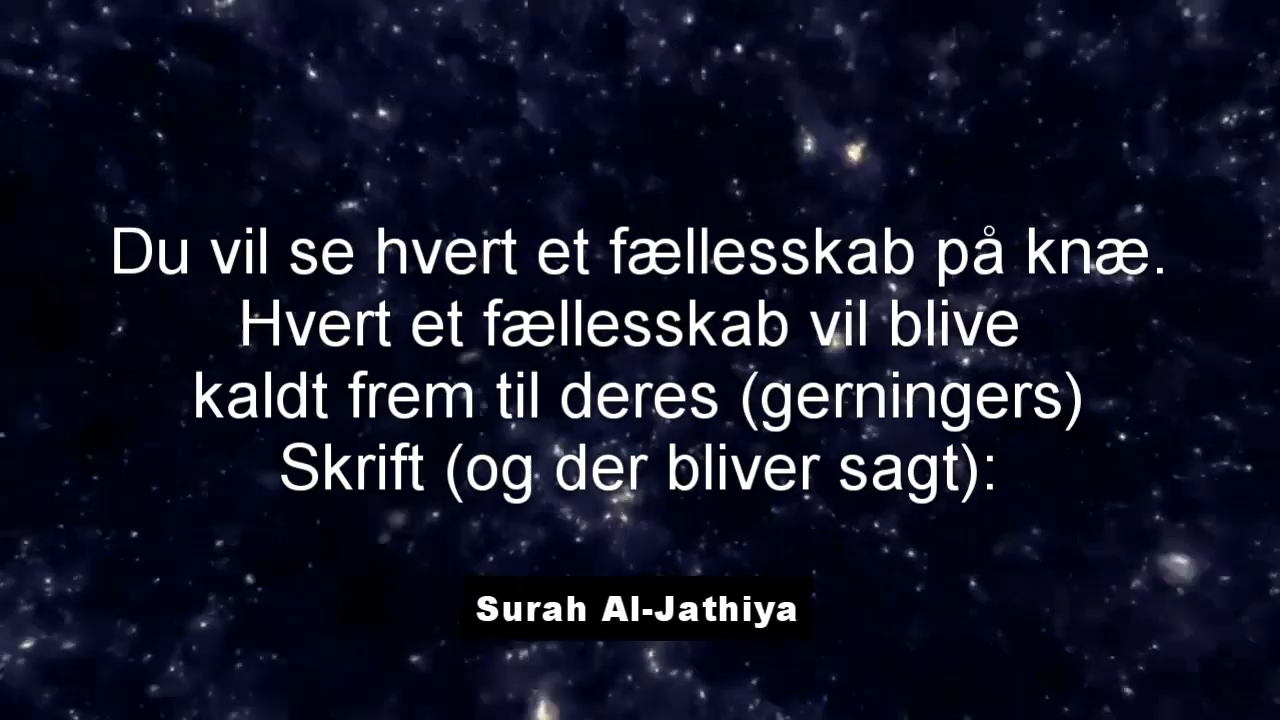 Du vil se hvert et fællesskab på knæ.
Hvert et fællesskab vil blive
kaldt frem til deres (gerningers)
Skrift (og der bliver sagt):
Surah Al-Jathiya